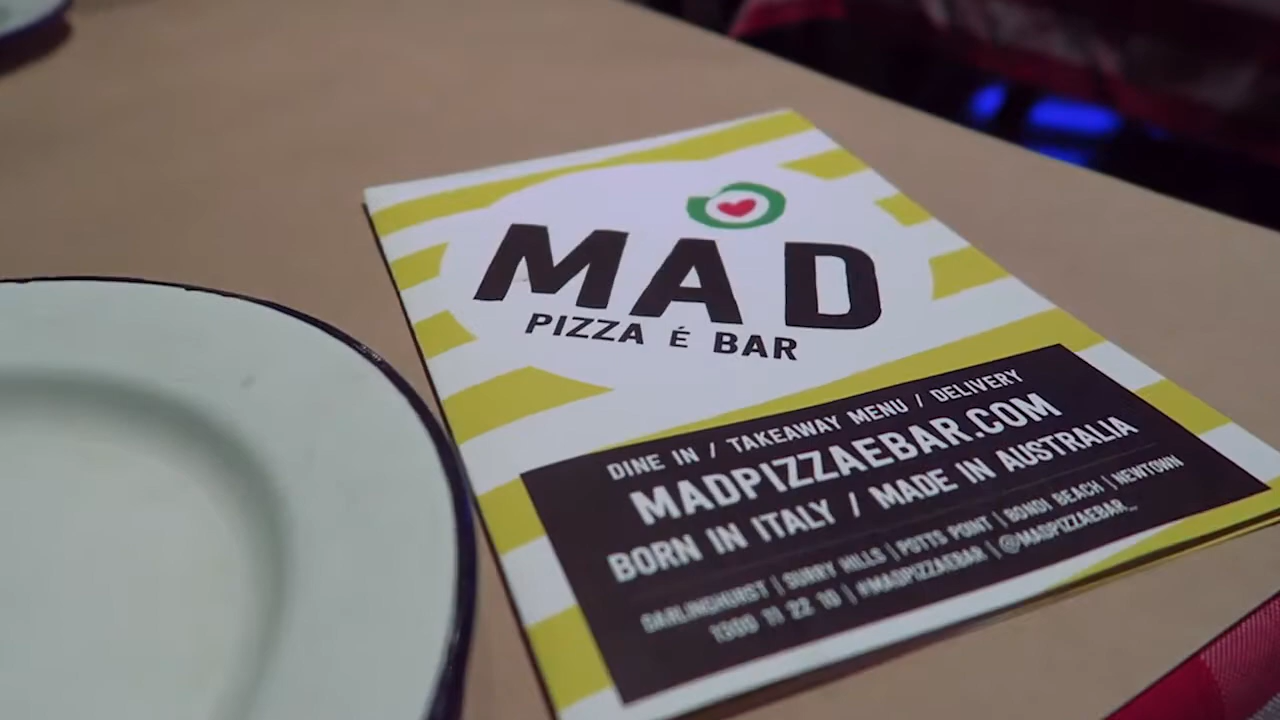 MAD
PIZZA É BAR
DINE IN / TAKEAWAY MENU / DELIVERY
MADPIZZAEBAR.COM
BORN IN ITALY / MADE IN AUSTRALIA
DARLINGHURST | SURRY HILLS | POTTS POINT | BONDI BEACH | NEWTOWN
1300 11 22 10 | #MADPIZZAEBAR | @MADPIZZAEBAR_